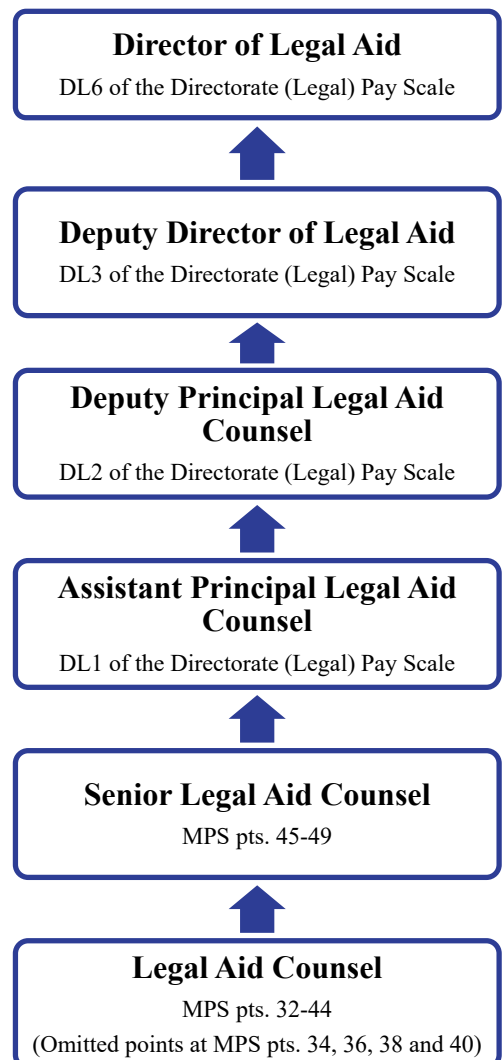 Director of Legal Aid
DL6 of the Directorate (Legal) Pay Scale
Deputy Director of Legal Aid
DL3 of the Directorate (Legal) Pay Scale
Deputy Principal Legal Aid
Counsel
DL2 of the Directorate (Legal) Pay Scale
Assistant Principal Legal Aid
Counsel
DL1 of the Directorate (Legal) Pay Scale
Senior Legal Aid Counsel
MPS pts. 45-49
Legal Aid Counsel
MPS pts. 32-44
(Omitted points at MPS pts. 34, 36, 38 and 40)